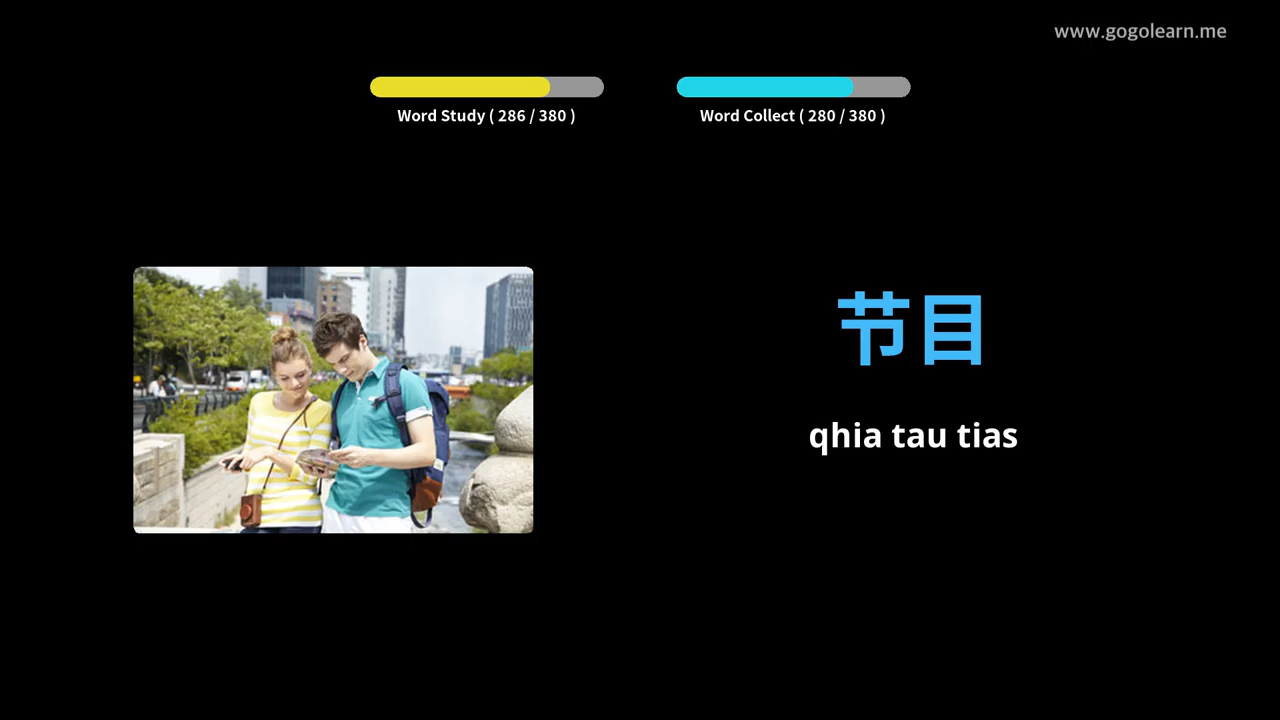 www.gogolearn.me
Word Study ( 286 / 380 )
Word Collect ( 280 / 380 )
节目
qhia tau tias